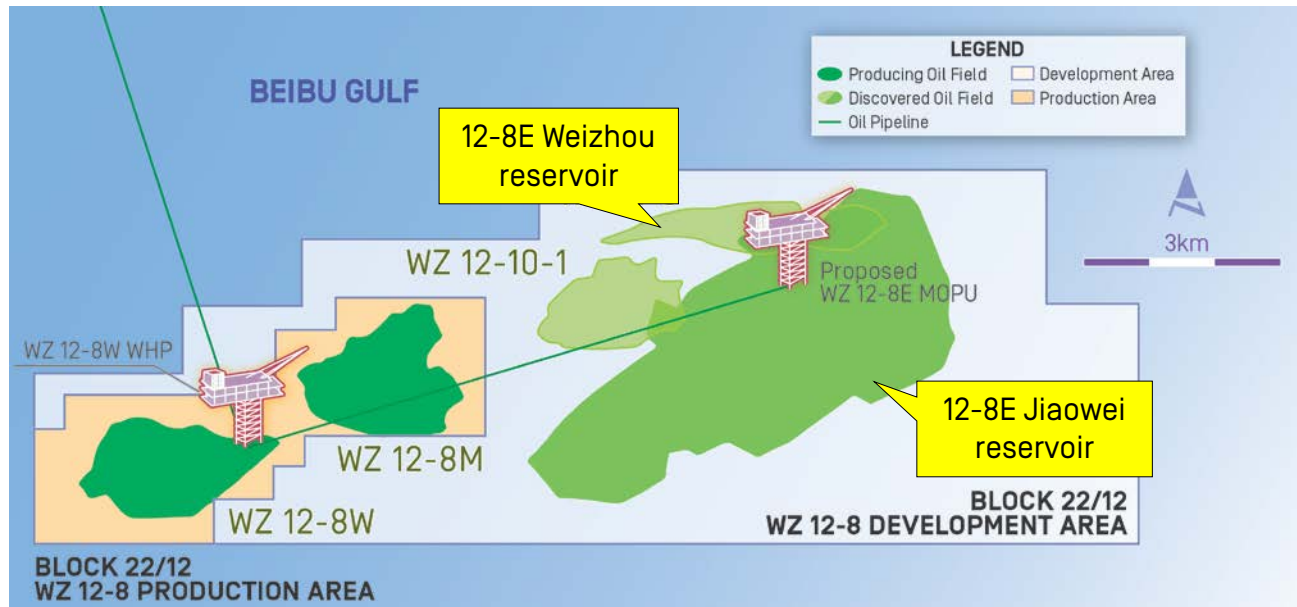 BEIBU GULF
LEGEND
Producing Oil Field
Discovered Oil Field
Oil Pipeline
Development Area
Production Area
12-8E Weizhou
reservoir
3km
WZ 12-10-1
Proposed
WZ 12-8E MOPU
WZ 12-8W WHP
12-8E Jiaowei
reservoir
WZ 12-8M
WZ 12-8W
BLOCK 22/12
WZ 12-8 DEVELOPMENT AREA
BLOCK 22/12
WZ 12-8 PRODUCTION AREA